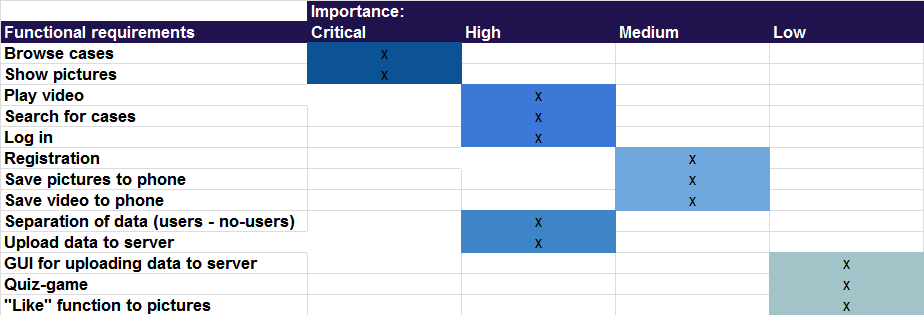 Importance:
Functional requirements Critical High Medium Low
Browse cases x
Show pictures x
Play video x
Search for cases x
Log in x
Registration x
Save pictures to phone x
Save video to phone x
Separation of data (users - no-users) x
Upload data to server x
GUI for uploading data to server x
Quiz-game x
"Like" function to pictures x